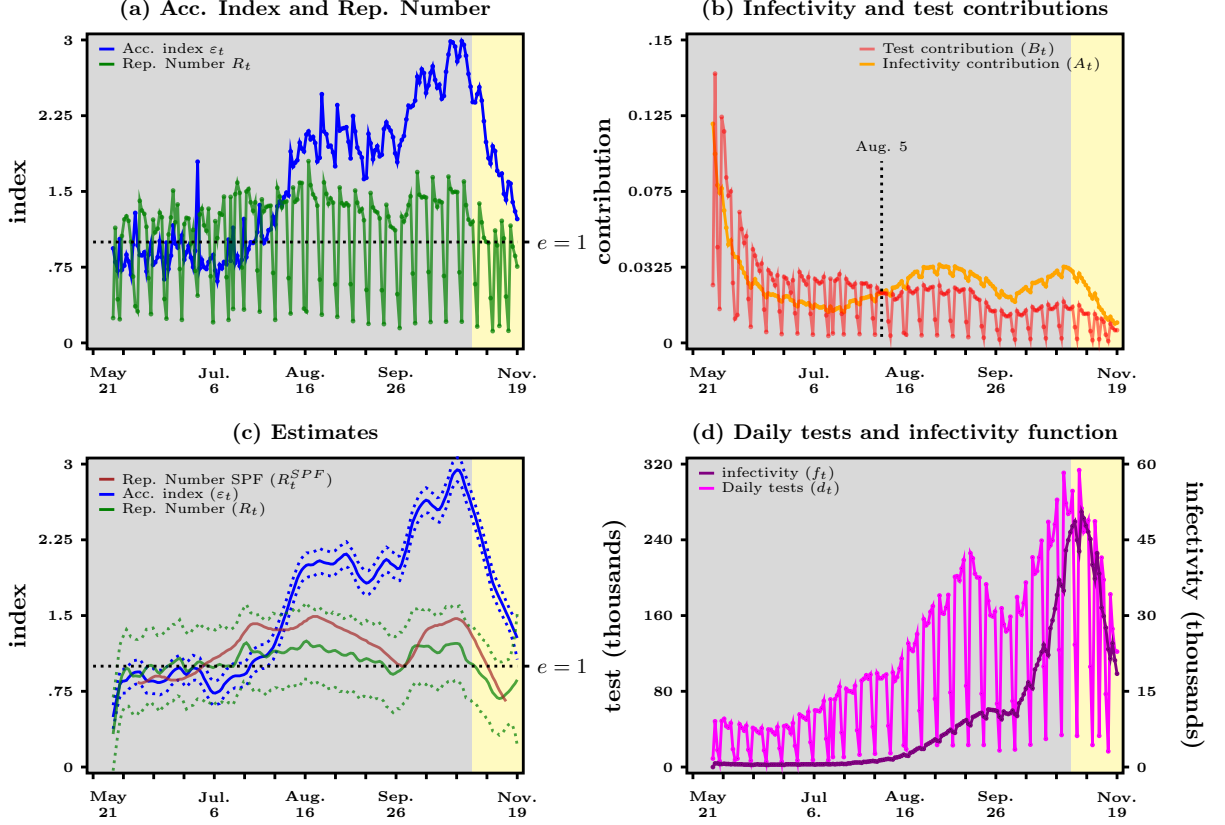 (a) Acc. Index and Rep. Number
3
2.25
1.5
.75
0
index
Acc. index εt
Rep. Number Rt
e = 1
May 21
Jul. 6
Aug. 16
Sep. 26
Nov. 19
(b) Infectivity and test contributions
.15
0.125
0.075
0.0325
0
contribution
Test contribution (Bt)
Infectivity contribution (At)
Aug. 5
May 21
Jul. 6
Aug. 16
Sep. 26
Nov. 19
(c) Estimates
3
2.25
1.5
.75
0
index
Rep. Number SPF (RtSPF)
Acc. index (εt)
Rep. Number (Rt)
e = 1
May 21
Jul. 6
Aug. 16
Sep. 26
Nov. 19
(d) Daily tests and infectivity function
320
240
160
80
0
test (thousands)
infectivity (ft)
Daily tests (dt)
60
45
30
15
0
infectivity (thousands)
May 21
Jul. 6
Aug. 16
Sep. 26
Nov. 19